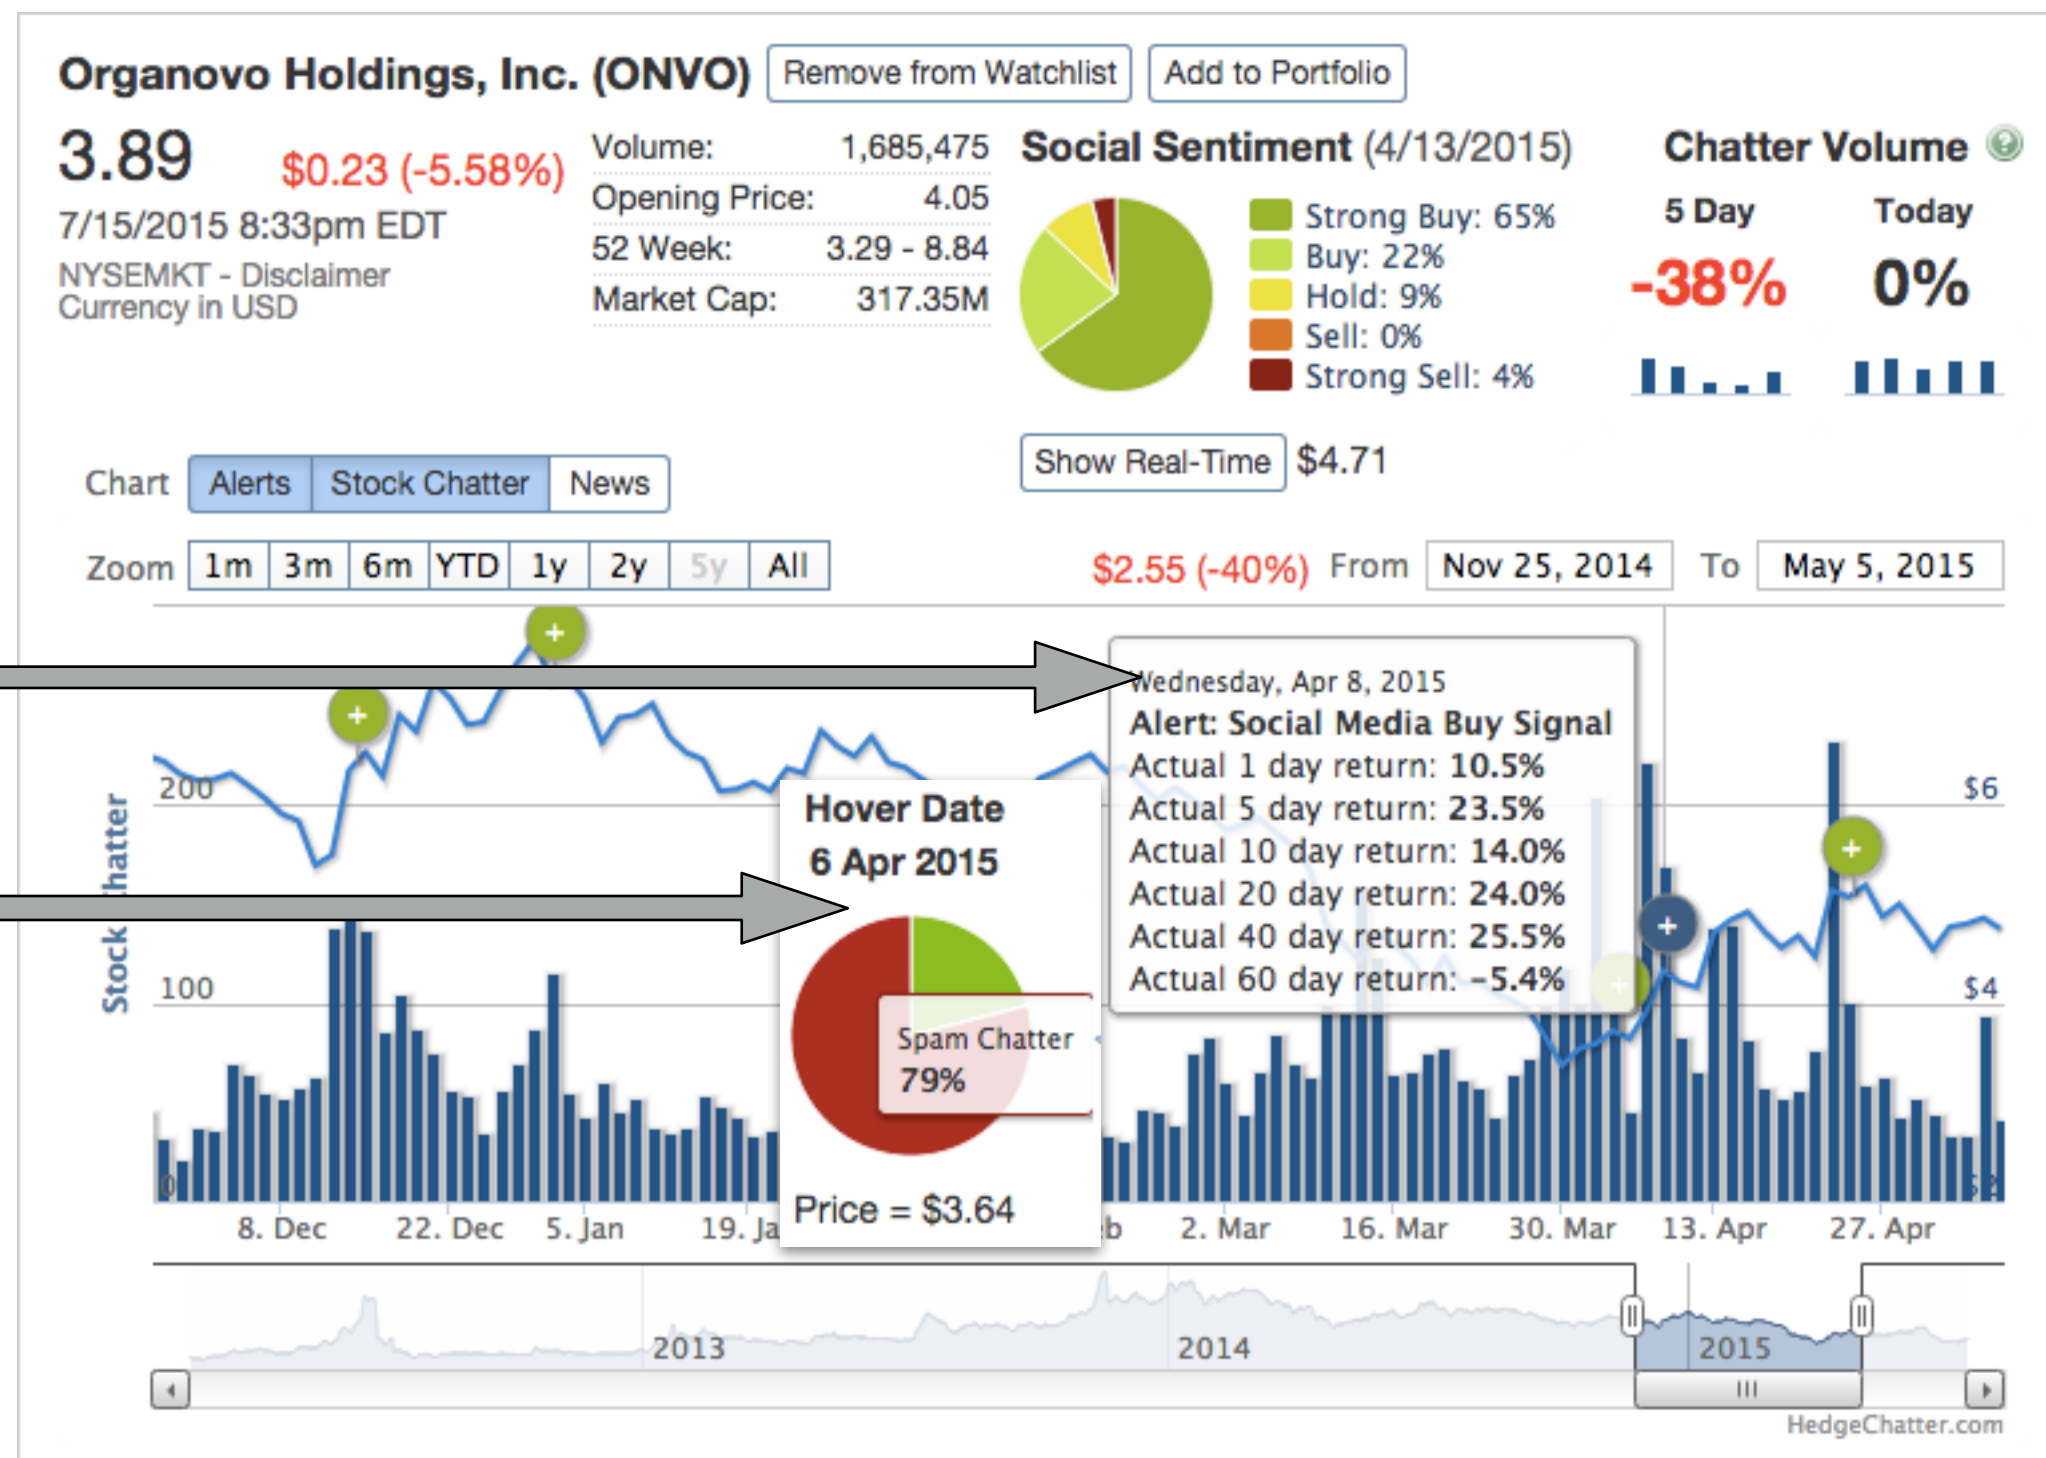 Organovo Holdings, Inc. (ONVO) Remove from Watchlist Add to Portfolio
3.89 $0.23 (-5.58%)
7/15/2015 8:33pm EDT
NYSEMKT - Disclaimer
Currency in USD
Volume: 1,685,475
Opening Price: 4.05
52 Week: 3.29 - 8.84
Market Cap: 317.35M
Social Sentiment (4/13/2015)
Strong Buy: 65%
Buy: 22%
Hold: 9%
Sell: 0%
Strong Sell: 4%
Show Real-Time $4.71
Chatter Volume ?
5 Day Today
-38% 0%
Chart Alerts Stock Chatter News
Zoom 1m 3m 6m YTD 1y 2y 5y All
$2.55 (-40%) From Nov 25, 2014 To May 5, 2015
Wednesday, Apr 8, 2015
Alert: Social Media Buy Signal
Actual 1 day return: 10.5%
Actual 5 day return: 23.5%
Actual 10 day return: 14.0%
Actual 20 day return: 24.0%
Actual 40 day return: 25.5%
Actual 60 day return: -5.4%
Hover Date
6 Apr 2015
Spam Chatter
79%
Price = $3.64
Stock hatter
200
100
0
$6
$4
8. Dec 22. Dec 5. Jan 19. Ja eb 2. Mar 16. Mar 30. Mar 13. Apr 27. Apr
2013 2014 2015
HedgeChatter.com